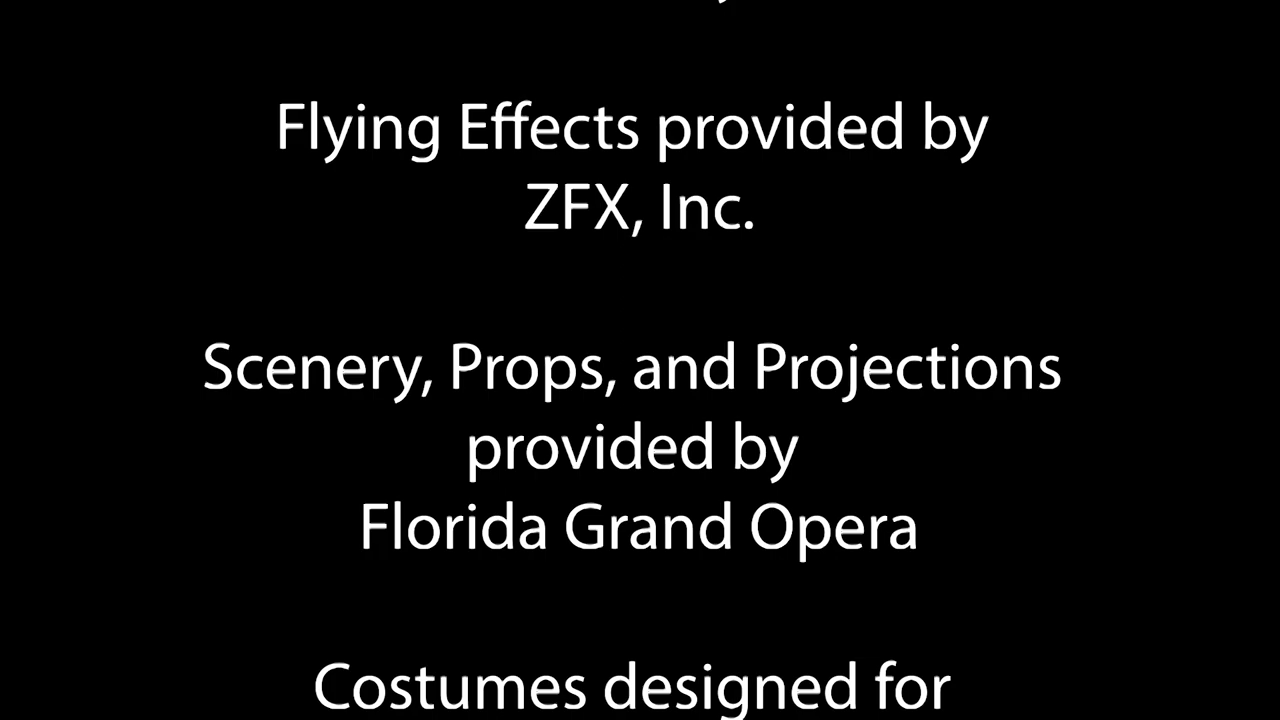 Flying Effects provided by
ZFX, Inc.
Scenery, Props, and Projections
provided by
Florida Grand Opera
Costumes designed for